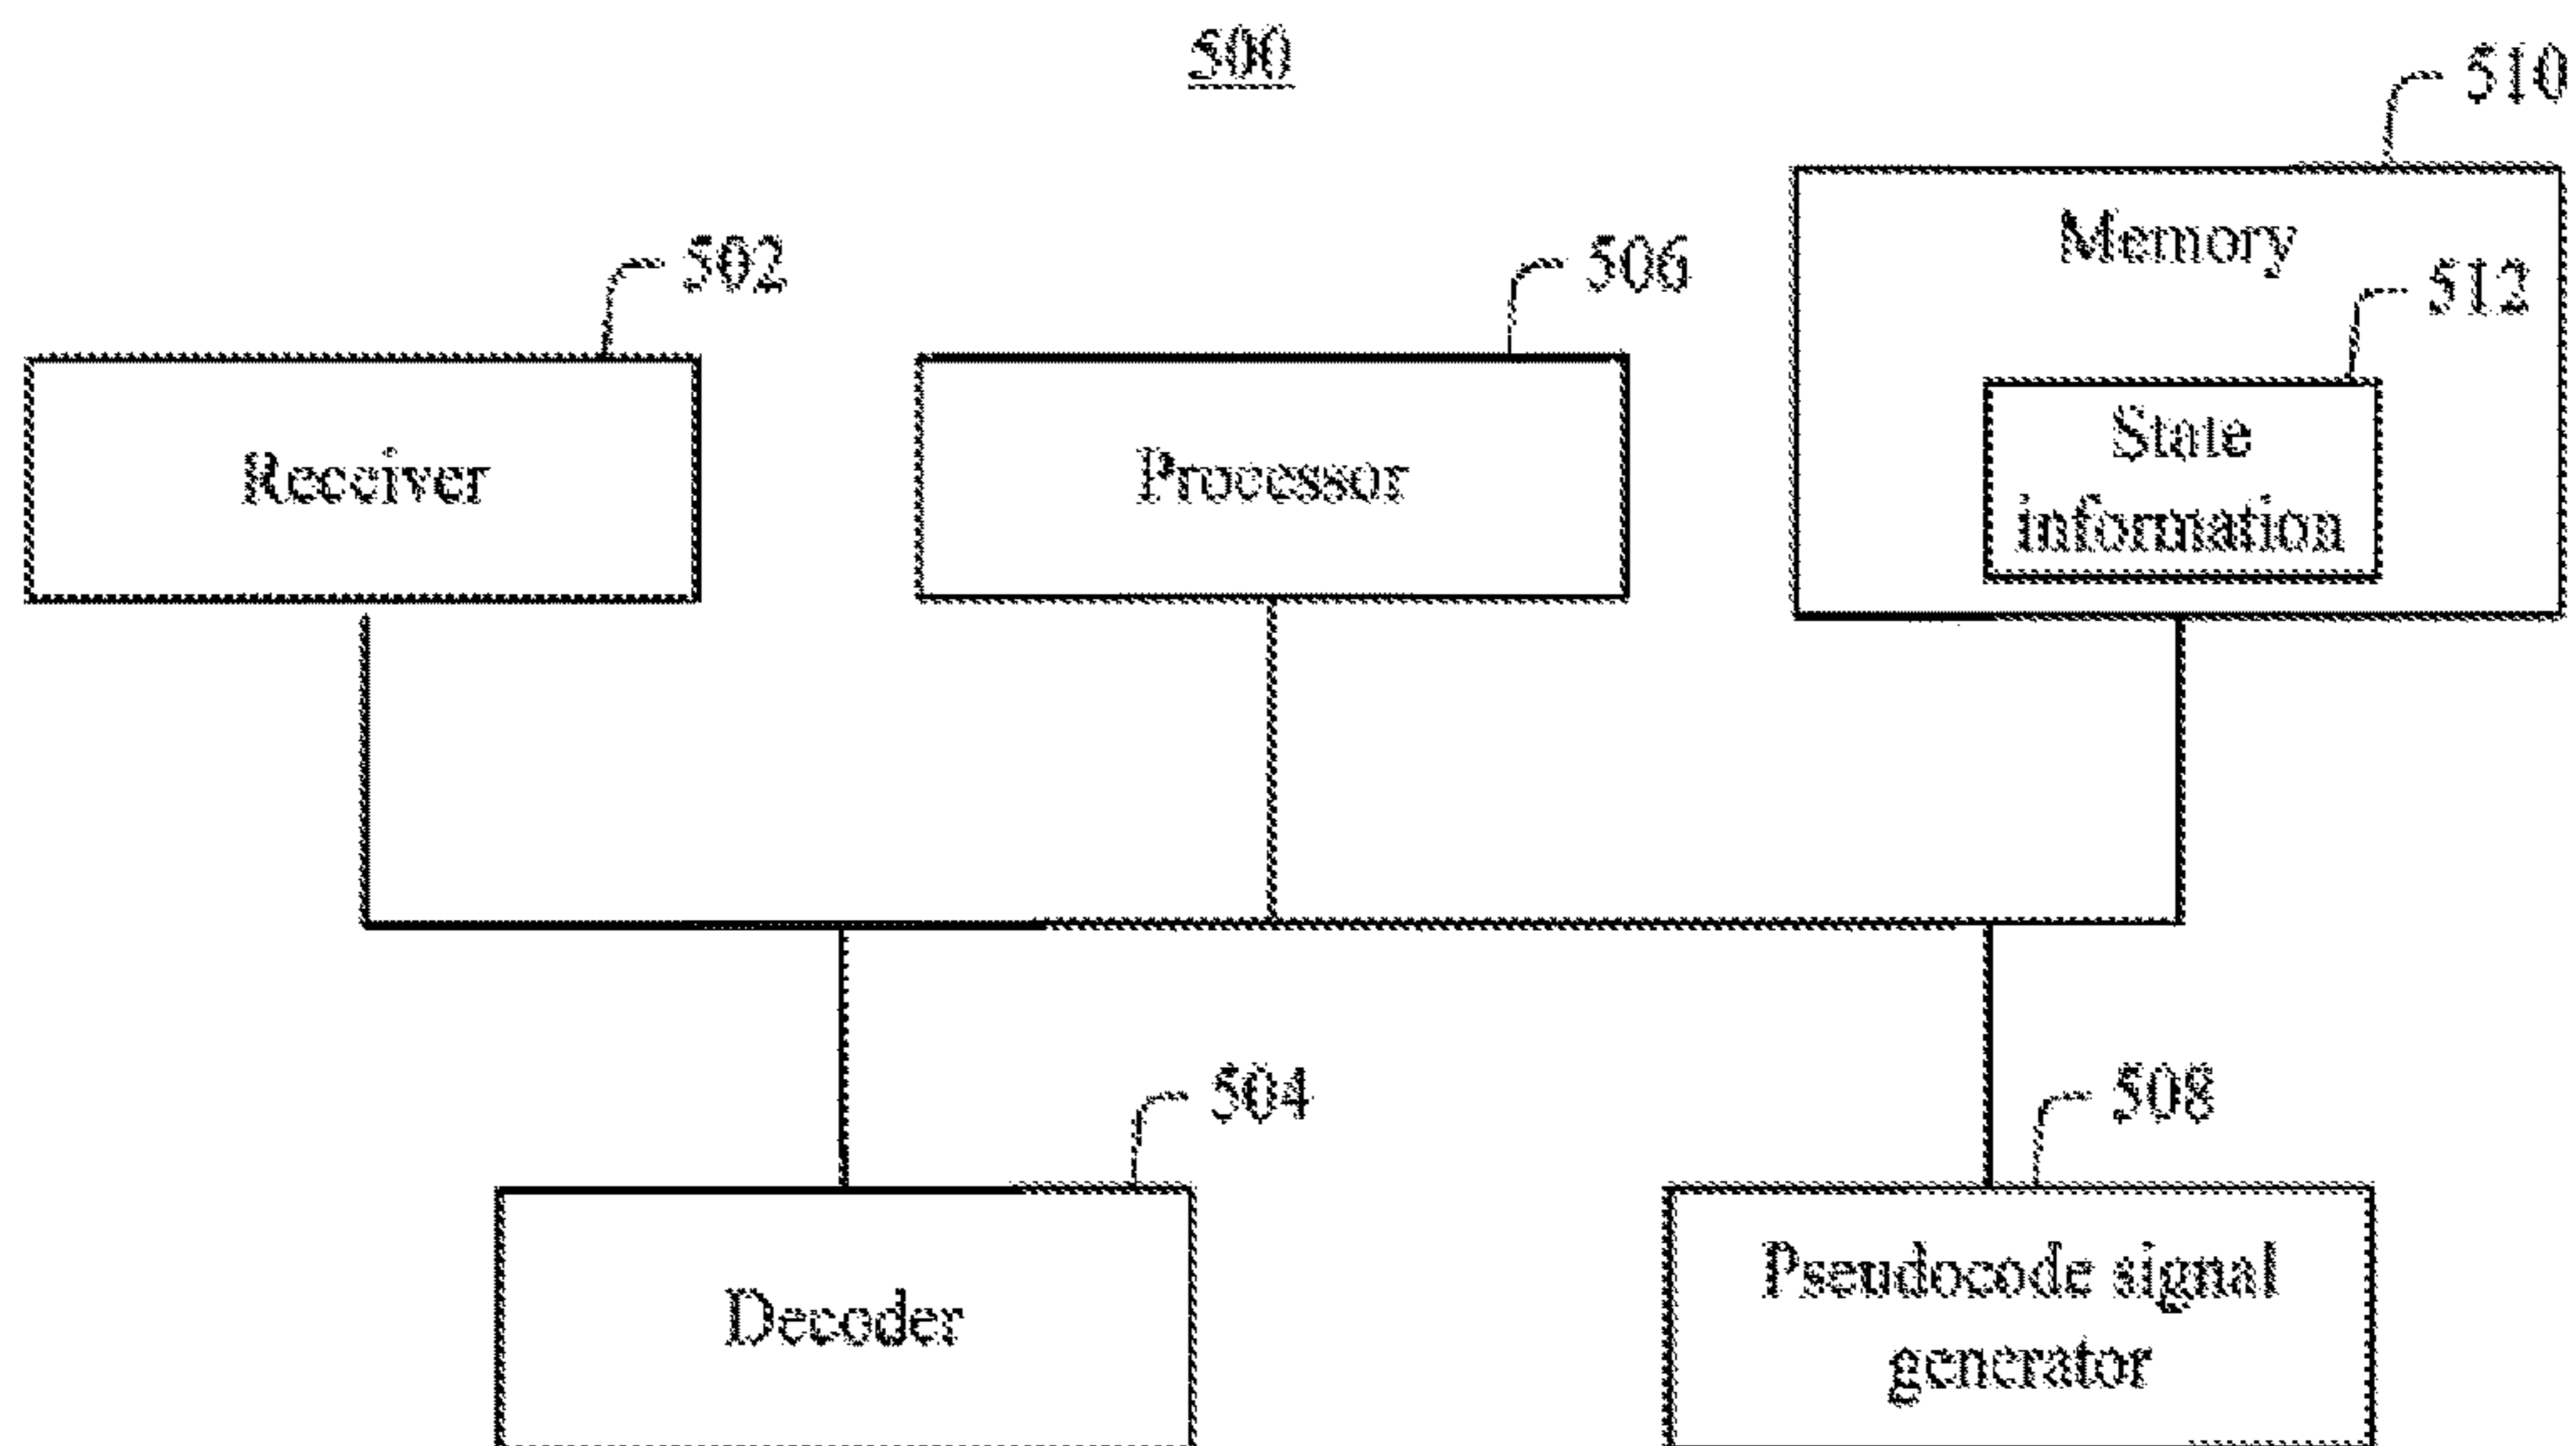 500
510
Memory
502
506
512
Receiver
Processor
State
information
504
508
Decoder
Pseudocode signal
generator